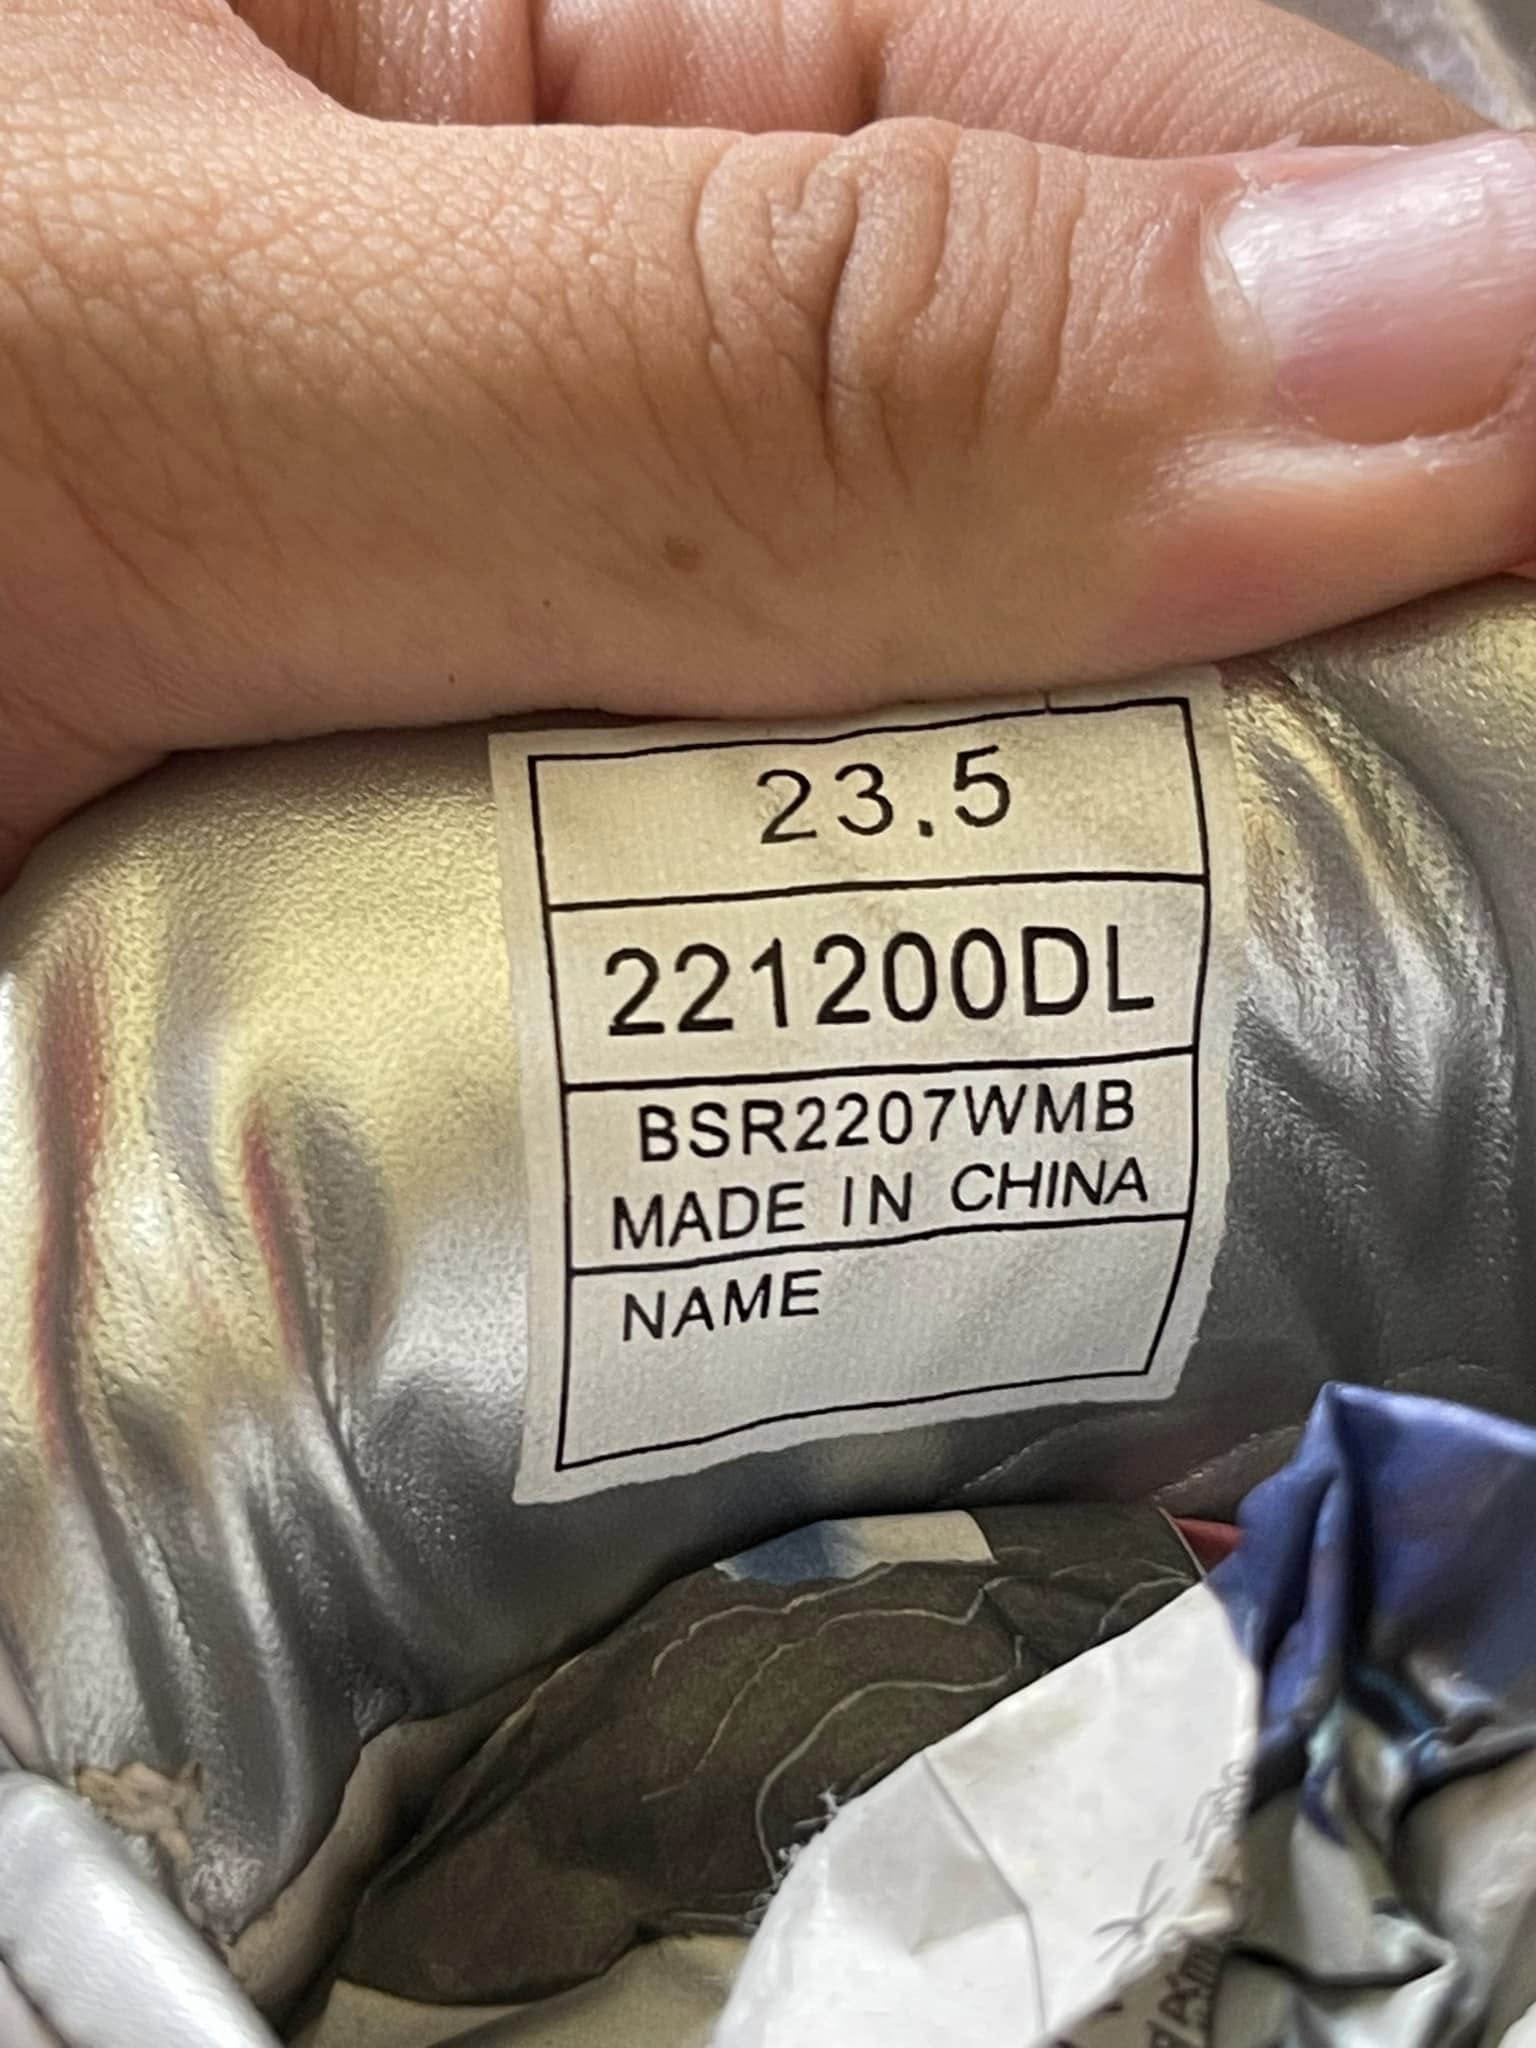 23.5
221200DL
BSR2207WMB
MADE IN CHINA
NAME